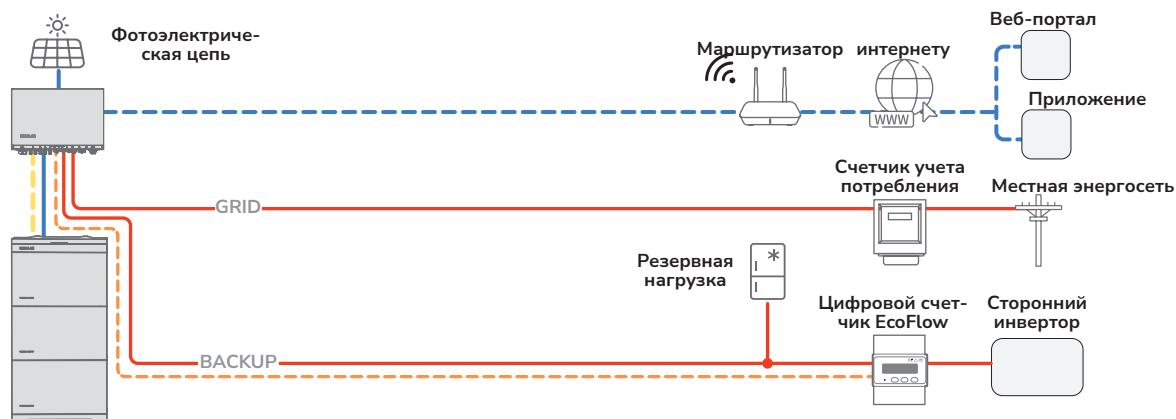 Фотоэлектриче-
ская цепь
Маршрутизатор
интернету
Веб-портал
WWW
Приложение
Счетчик учета
потребления
Местная энергосеть
GRID
Резервная
нагрузка
Цифровой счет-
чик EcoFlow
Сторонний
инвертор
BACKUP